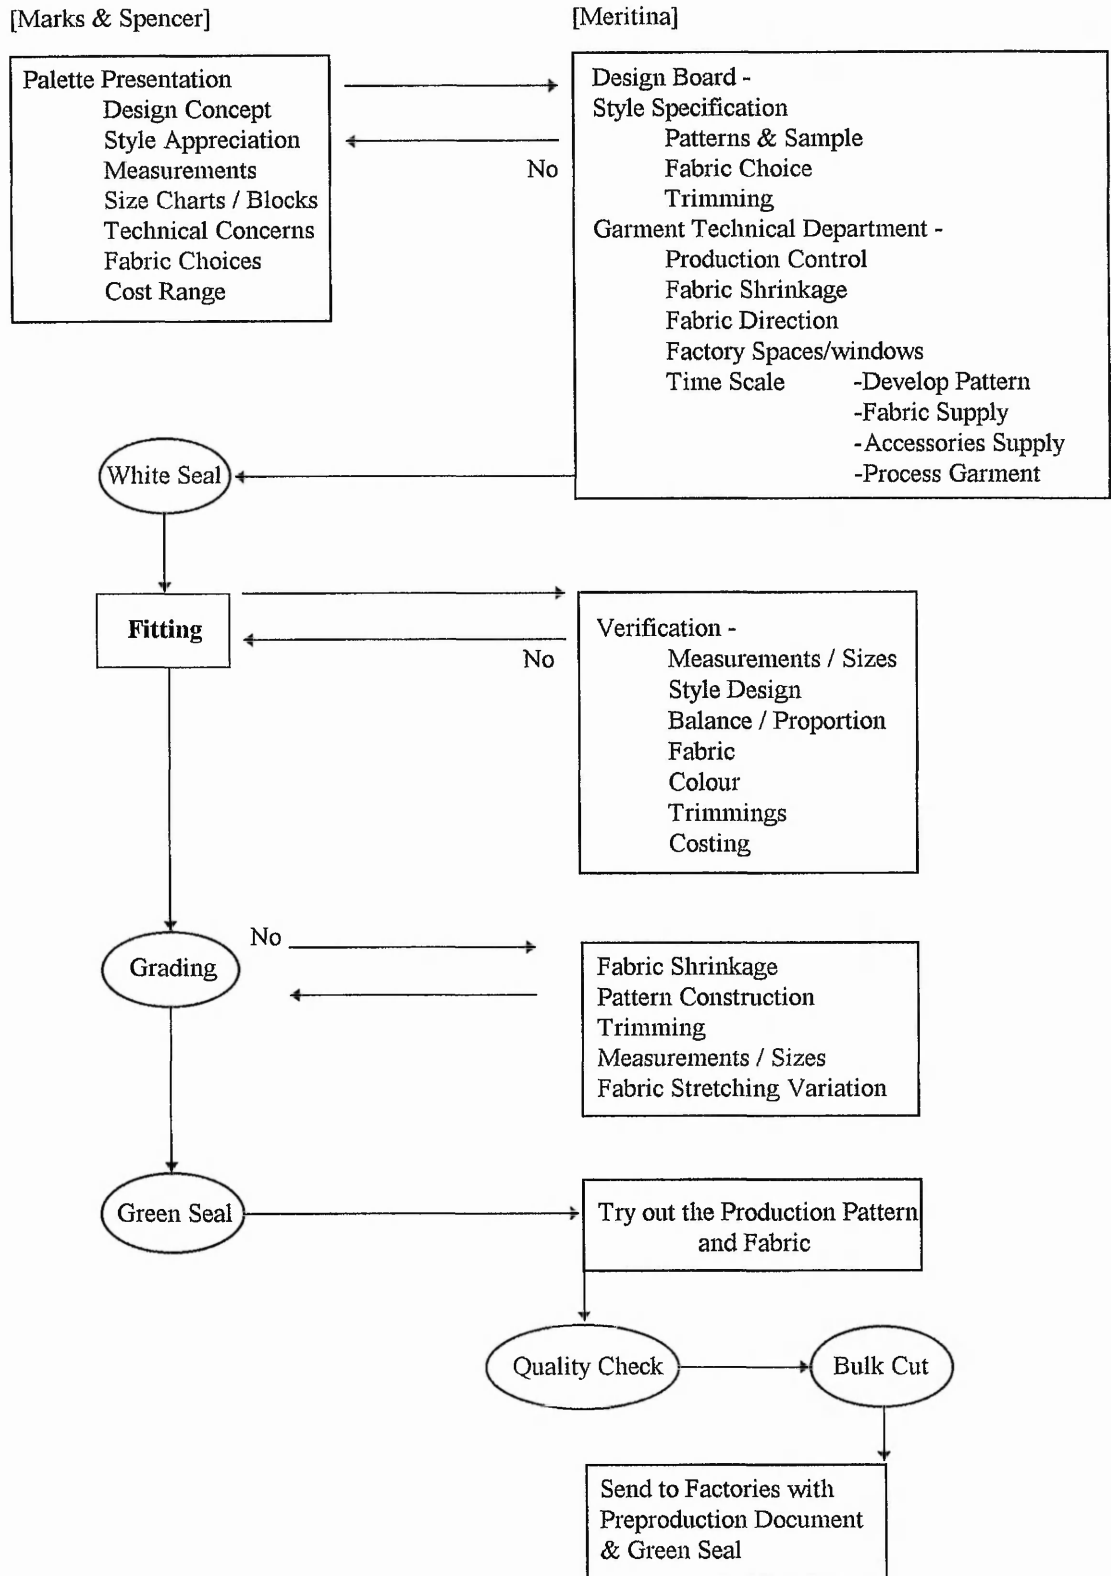 [Marks & Spencer]
[Meritina]
Palette Presentation
Design Concept
Style Appreciation
Measurements
Size Charts / Blocks
Technical Concerns
Fabric Choices
Cost Range
No
Design Board -
Style Specification
Patterns & Sample
Fabric Choice
Trimming
Garment Technical Department -
Production Control
Fabric Shrinkage
Fabric Direction
Factory Spaces/windows
Time Scale -Develop Pattern
-Fabric Supply
-Accessories Supply
-Process Garment
White Seal
Fitting
No
Verification -
Measurements / Sizes
Style Design
Balance / Proportion
Fabric
Colour
Trimmings
Costing
Grading
No
Fabric Shrinkage
Pattern Construction
Trimming
Measurements / Sizes
Fabric Stretching Variation
Green Seal
Try out the Production Pattern
and Fabric
Quality Check
Bulk Cut
Send to Factories with
Preproduction Document
& Green Seal